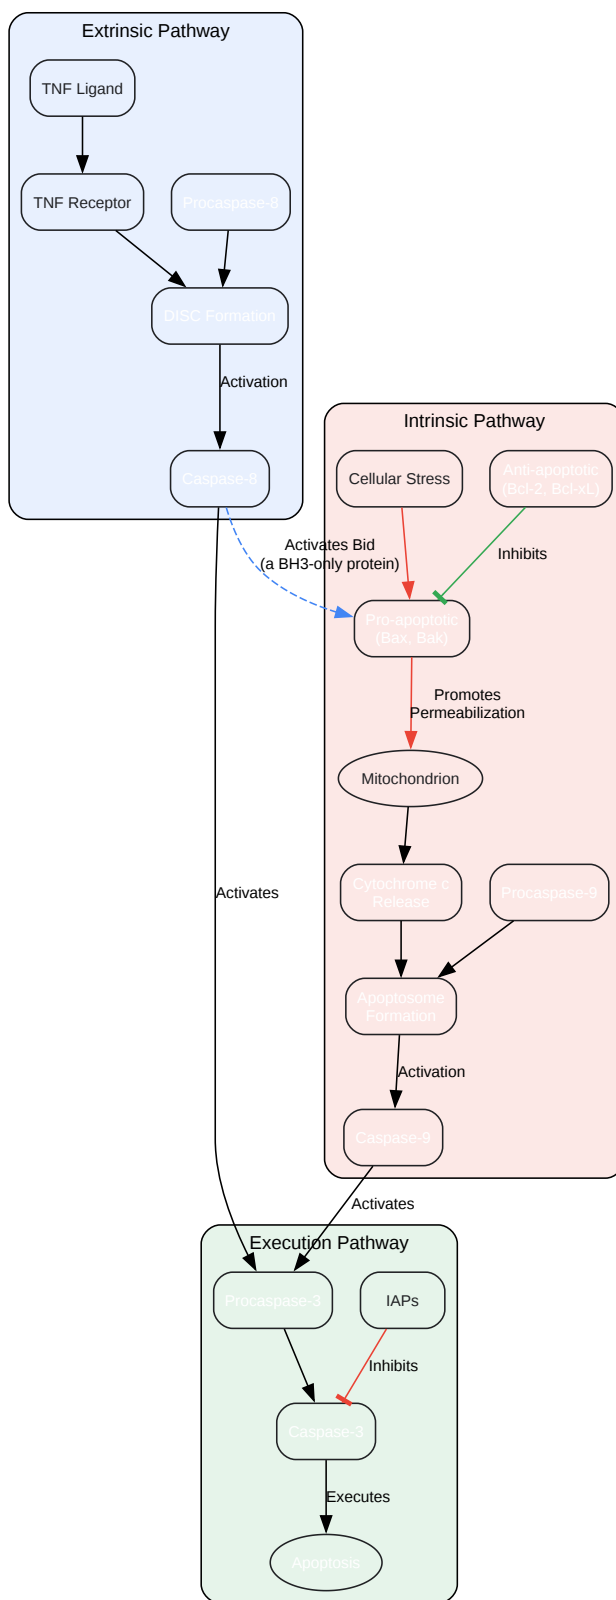 Extrinsic Pathway
TNF Ligand
TNF Receptor
Procaspase-8
DISC Formation
Activation
Caspase-8
Intrinsic Pathway
Cellular Stress
Anti-apoptotic
(Bcl-2, Bcl-xL)
Activates Bid
(a BH3-only protein)
Inhibits
Pro-apoptotic
(Bax, Bak)
Promotes
Permeabilization
Mitochondrion
Cytochrome c
Release
Procaspase-9
Activates
Apoptosome
Formation
Activation
Caspase-9
Activates
Execution Pathway
Procaspase-3
IAPs
Inhibits
Caspase-3
Executes
Apoptosis